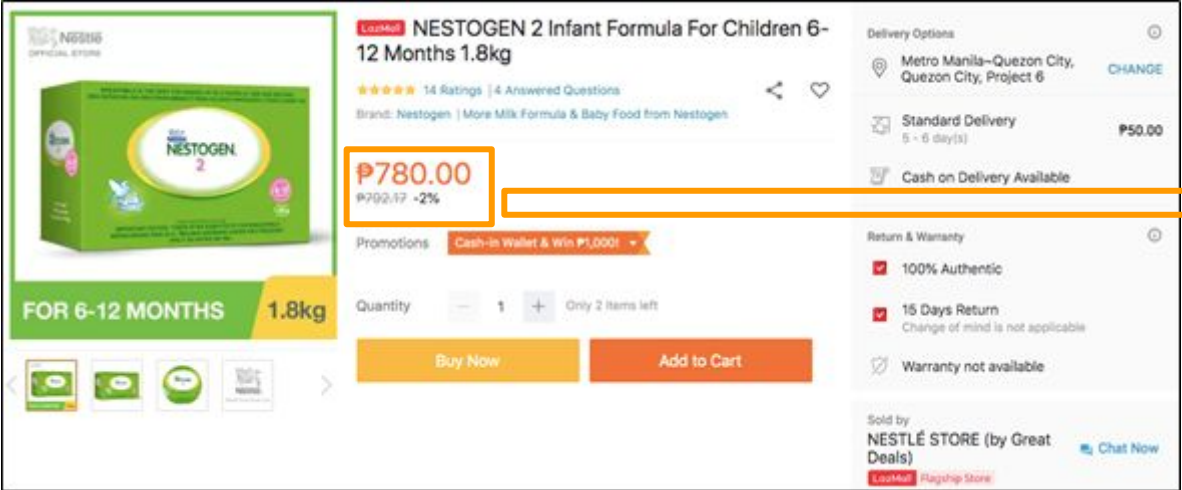 Nestlé
OFFICIAL STORE
NESTOGEN
2
FOR 6-12 MONTHS
1.8kg
LazMall NESTOGEN 2 Infant Formula For Children 6-
12 Months 1.8kg
14 Ratings | 4 Answered Questions
Brand: Nestogen | More Milk Formula & Baby Food from Nestogen
₱780.00
₱792.17 -2%
Promotions Cash-in Wallet & Win ₱1,000!
Quantity − 1 + Only 2 items left
Buy Now Add to Cart
Delivery Options
Metro Manila~Quezon City,
Quezon City, Project 6
CHANGE
Standard Delivery ₱50.00
5 - 6 day(s)
Cash on Delivery Available
Return & Warranty
100% Authentic
15 Days Return
Change of mind is not applicable
Warranty not available
Sold by
NESTLÉ STORE (by Great
Deals)
Chat Now
LazMall Flagship Store